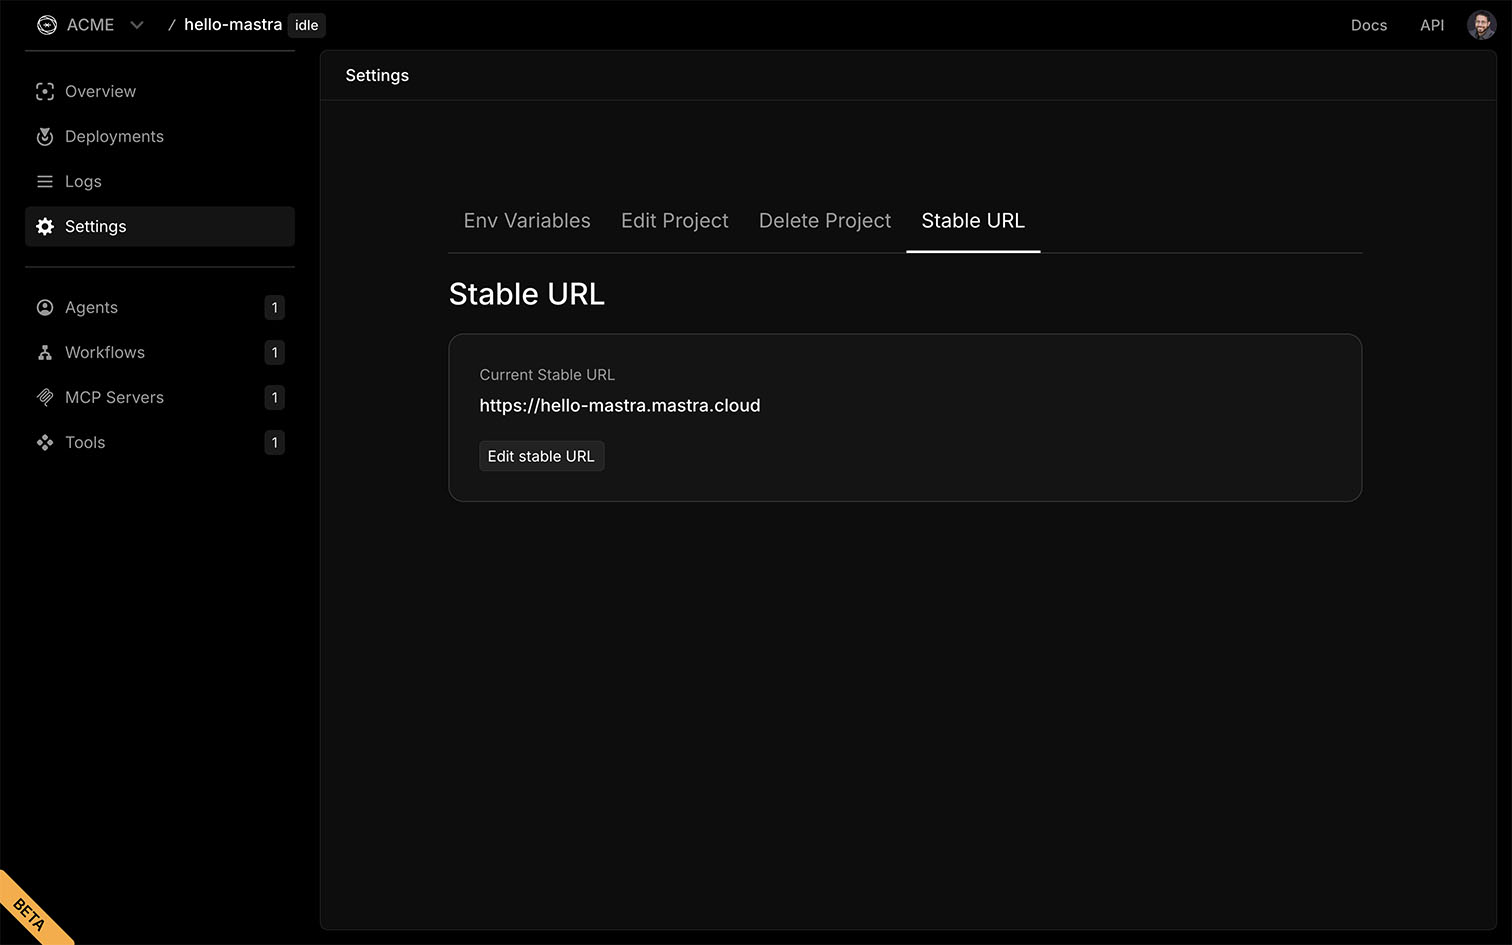 ACME / hello-mastra idle
Docs API
Overview
Deployments
Logs
Settings
Agents 1
Workflows 1
MCP Servers 1
Tools 1
Settings
Env Variables Edit Project Delete Project Stable URL
Stable URL
Current Stable URL
https://hello-mastra.mastra.cloud
Edit stable URL
BETA